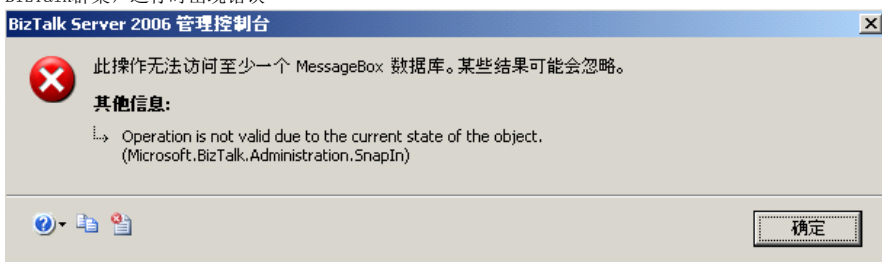 BizTalk Server 2006 管理控制台
此操作无法访问至少一个 MessageBox 数据库。某些结果可能会忽略。
其他信息:
Operation is not valid due to the current state of the object.
(Microsoft.BizTalk.Administration.SnapIn)
确定